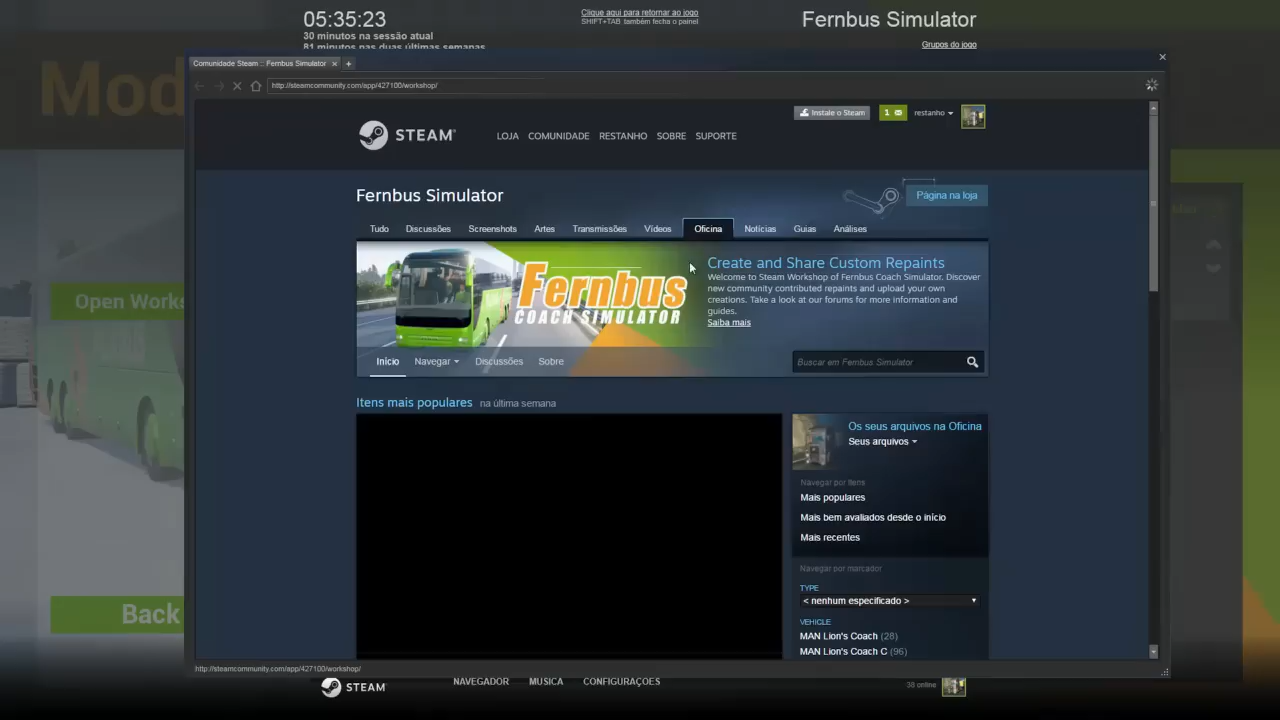 05:35:23
30 minutos na sessão atual
81 minutos nas duas últimas semanas
Clique aqui para retornar ao jogo
SHIFT+TAB também fecha o painel
Fernbus Simulator
Grupos do jogo
Mod
Comunidade Steam :: Fernbus Simulator
http://steamcommunity.com/app/427100/workshop/
Instale o Steam
1
restanho
STEAM
LOJA COMUNIDADE RESTANHO SOBRE SUPORTE
Fernbus Simulator
Página na loja
Tudo Discussões Screenshots Artes Transmissões Vídeos Oficina Notícias Guias Análises
Fernbus
COACH SIMULATOR
Create and Share Custom Repaints
Welcome to Steam Workshop of Fernbus Coach Simulator. Discover
new community contributed repaints and upload your own
creations. Take a look at our forums for more information and
guides.
Saiba mais
Início Navegar Discussões Sobre
Buscar em Fernbus Simulator
Itens mais populares na última semana
Os seus arquivos na Oficina
Seus arquivos
Navegar por itens
Mais populares
Mais bem avaliados desde o início
Mais recentes
Navegar por marcador
TYPE
< nenhum especificado >
VEHICLE
MAN Lion's Coach (28)
MAN Lion's Coach C (96)
Open Works
Back
http://steamcommunity.com/app/427100/workshop/
STEAM
NAVEGADOR MÚSICA CONFIGURAÇÕES
38 online